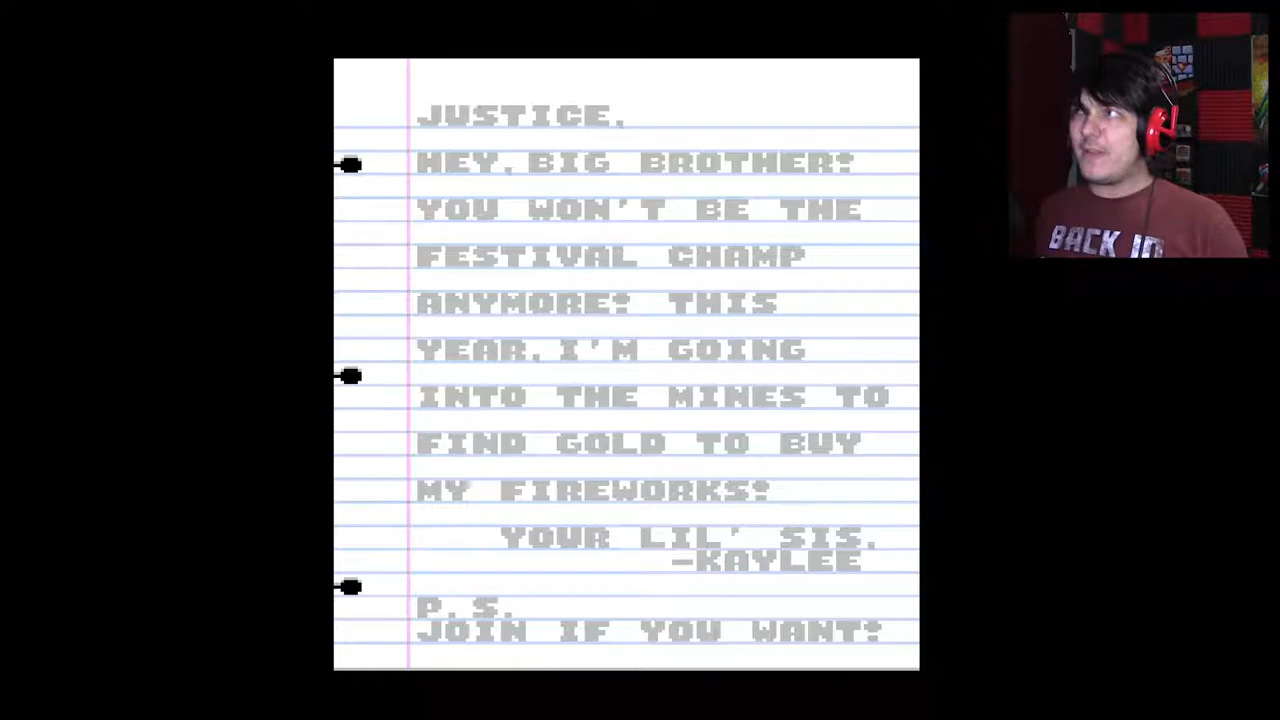 JUSTICE,
HEY, BIG BROTHER!
YOU WON'T BE THE
FESTIVAL CHAMP
ANYMORE! THIS
YEAR, I'M GOING
INTO THE MINES TO
FIND GOLD TO BUY
MY FIREWORKS!
YOUR LIL' SIS,
-KAYLEE
P.S.
JOIN IF YOU WANT!
BACK IN